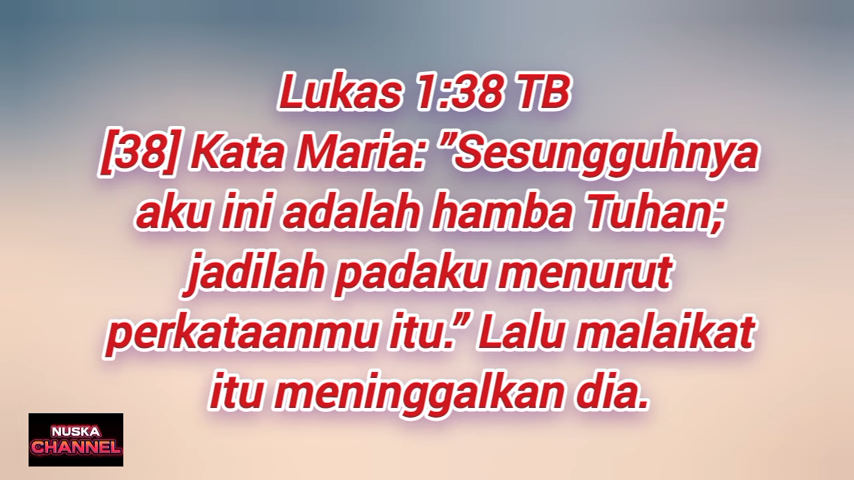 Lukas 1:38 TB
[38] Kata Maria: ”Sesungguhnya
aku ini adalah hamba Tuhan;
jadilah padaku menurut
perkataanmu itu.” Lalu malaikat
itu meninggalkan dia.
NUSKA
CHANNEL